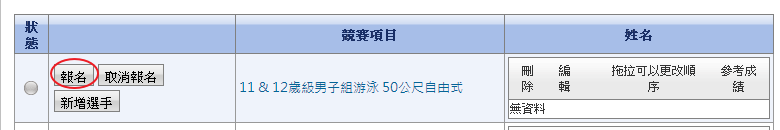 狀態 競賽項目 姓名
報名 取消報名
新增選手
11 & 12歲級男子組游泳 50公尺自由式
刪除 編輯 拖拉可以更改順序 參考成績
無資料